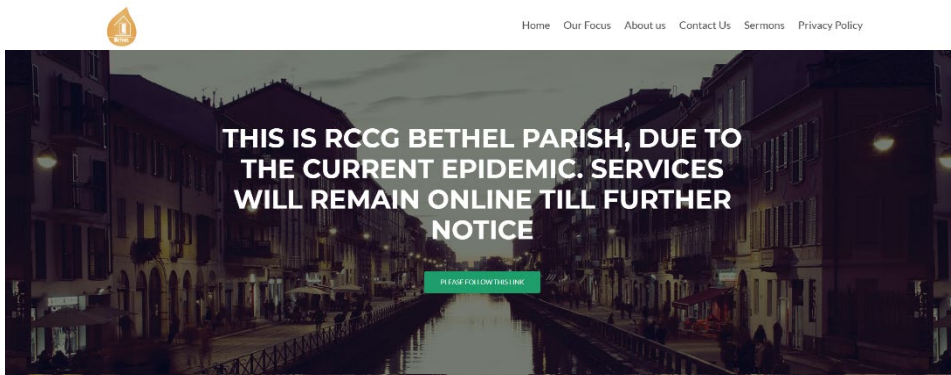 Home Our Focus About us Contact Us Sermons Privacy Policy
THIS IS RCCG BETHEL PARISH, DUE TO
THE CURRENT EPIDEMIC. SERVICES
WILL REMAIN ONLINE TILL FURTHER
NOTICE
PLEASE FOLLOW THIS LINK